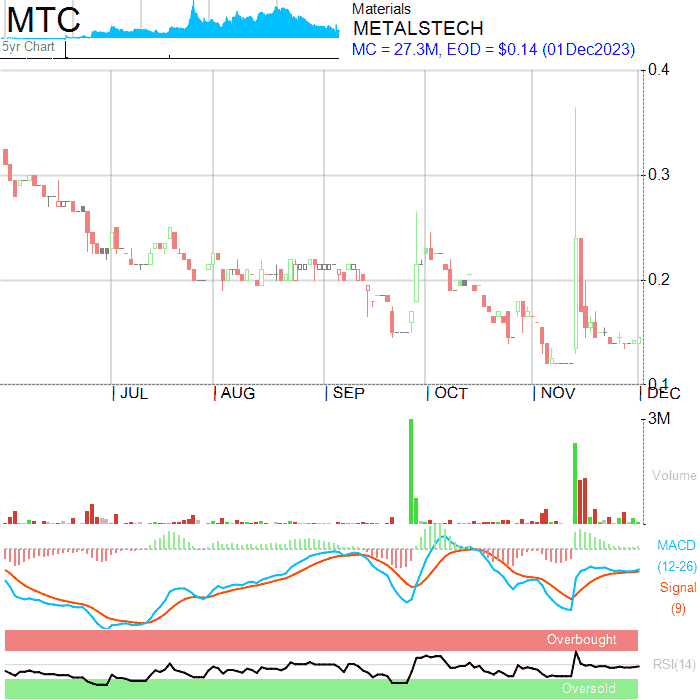 MTC
5yr Chart
Materials
METALSTECH
MC = 27.3M, EOD = $0.14 (01Dec2023)
0.4
0.3
0.2
0.1
JUL
AUG
SEP
OCT
NOV
DEC
3M
Volume
MACD
(12-26)
Signal
(9)
Overbought
RSI(14)
Oversold